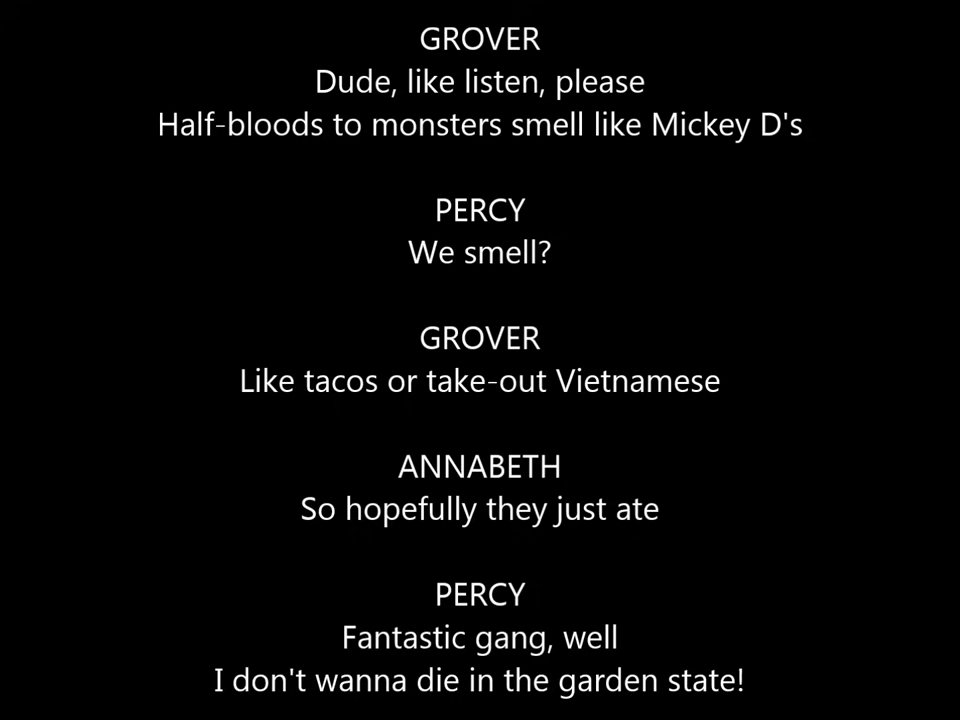 GROVER
Dude, like listen, please
Half-bloods to monsters smell like Mickey D's
PERCY
We smell?
GROVER
Like tacos or take-out Vietnamese
ANNABETH
So hopefully they just ate
PERCY
Fantastic gang, well
I don't wanna die in the garden state!